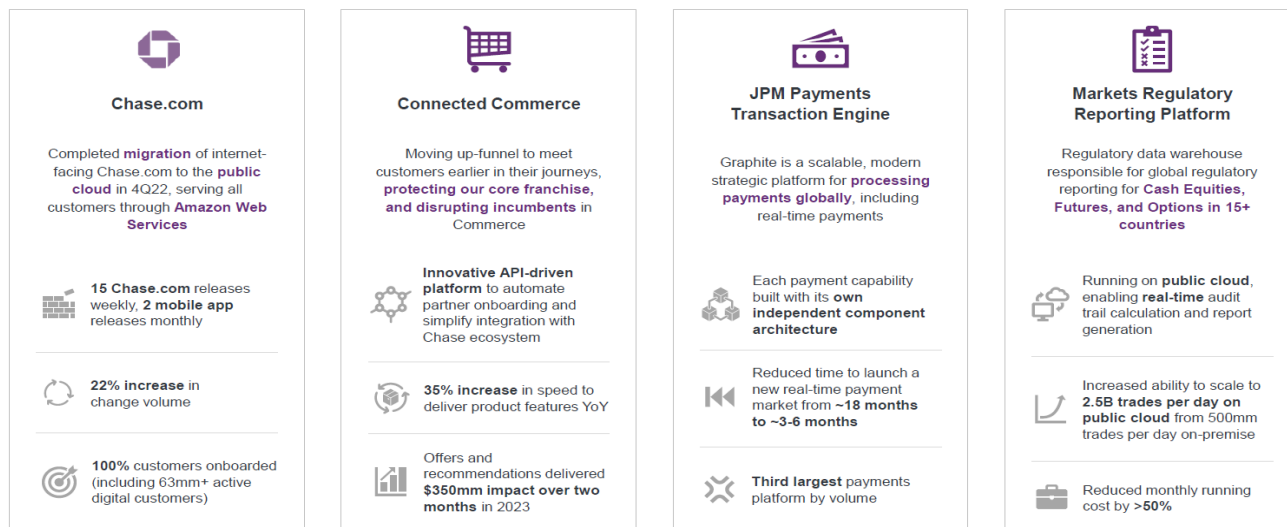 Chase.com
Completed migration of internet-
facing Chase.com to the public
cloud in 4Q22, serving all
customers through Amazon Web
Services
15 Chase.com releases
weekly, 2 mobile app
releases monthly
22% increase in
change volume
100% customers onboarded
(including 63mm+ active
digital customers)
Connected Commerce
Moving up-funnel to meet
customers earlier in their journeys,
protecting our core franchise,
and disrupting incumbents in
Commerce
Innovative API-driven
platform to automate
partner onboarding and
simplify integration with
Chase ecosystem
35% increase in speed to
deliver product features YoY
Offers and
recommendations delivered
$350mm impact over two
months in 2023
JPM Payments
Transaction Engine
Graphite is a scalable, modern
strategic platform for processing
payments globally, including
real-time payments
Each payment capability
built with its own
independent component
architecture
Reduced time to launch a
new real-time payment
market from ~18 months
to ~3-6 months
Third largest payments
platform by volume
Markets Regulatory
Reporting Platform
Regulatory data warehouse
responsible for global regulatory
reporting for Cash Equities,
Futures, and Options in 15+
countries
Running on public cloud,
enabling real-time audit
trail calculation and report
generation
Increased ability to scale to
2.5B trades per day on
public cloud from 500mm
trades per day on-premise
Reduced monthly running
cost by >50%